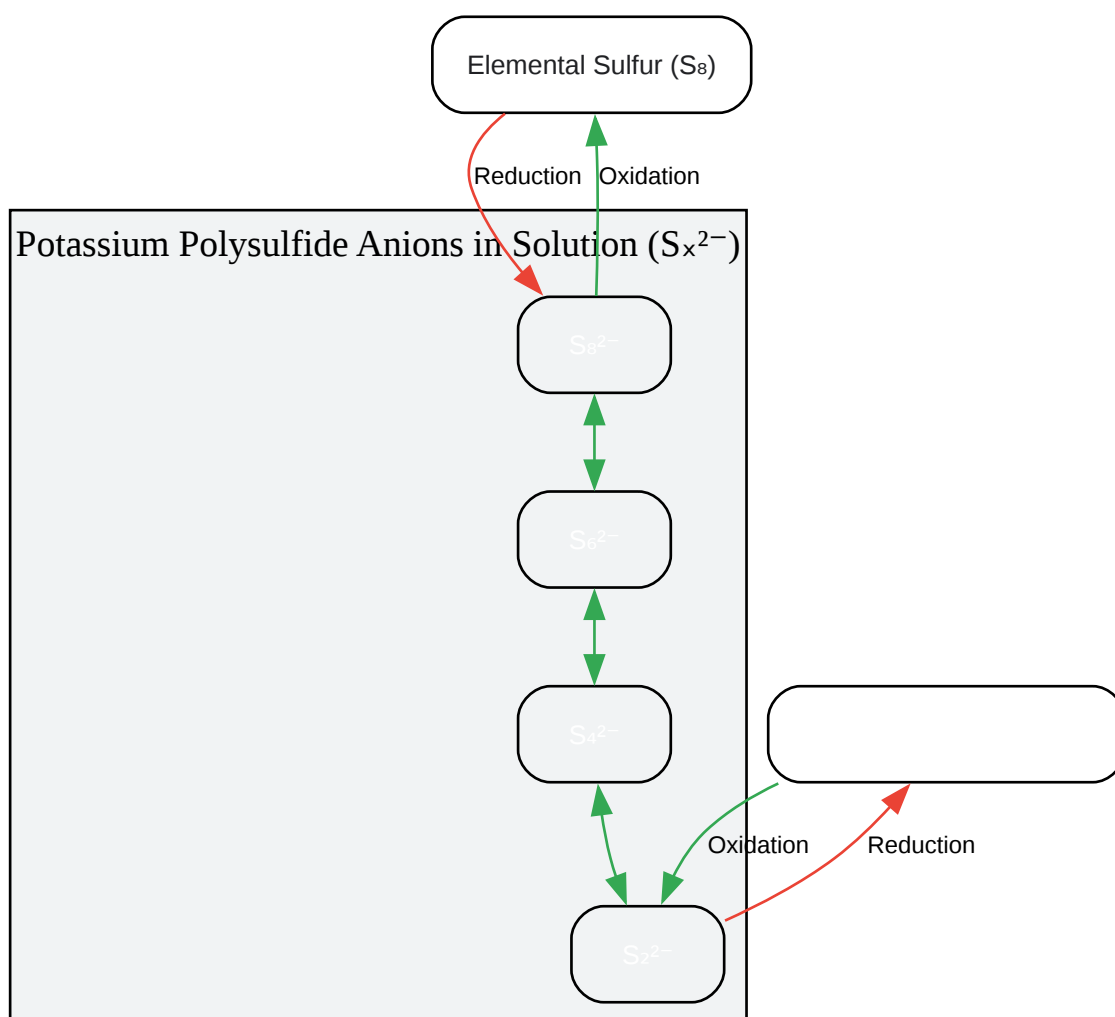 Elemental Sulfur (S₈)
Reduction
Oxidation
Potassium Polysulfide Anions in Solution (Sₓ²⁻)
S₈²⁻
S₆²⁻
S₄²⁻
Oxidation
Reduction
S₂²⁻